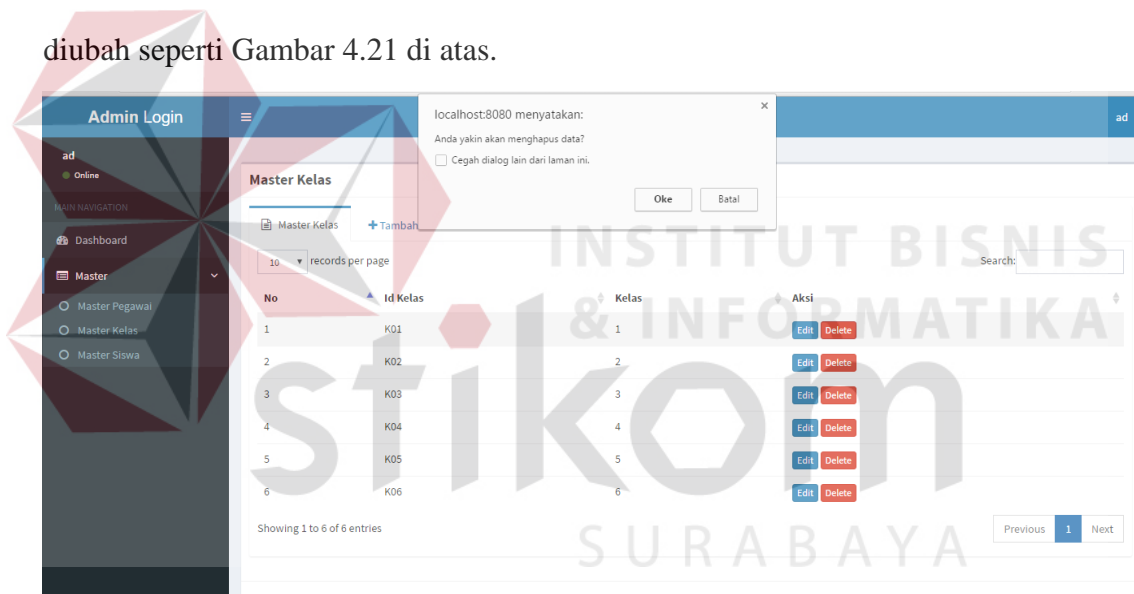 diubah seperti Gambar 4.21 di atas.
Admin Login
ad
localhost:8080 menyatakan:
Anda yakin akan menghapus data?
Cegah dialog lain dari laman ini.
Oke Batal
ad
Online
MAIN NAVIGATION
Dashboard
Master
Master Pegawai
Master Kelas
Master Siswa
Master Kelas
Master Kelas Tambah
10 records per page Search:
No Id Kelas Kelas Aksi
1 K01 1 Edit Delete
2 K02 2 Edit Delete
3 K03 3 Edit Delete
4 K04 4 Edit Delete
5 K05 5 Edit Delete
6 K06 6 Edit Delete
Showing 1 to 6 of 6 entries Previous 1 Next
INSTITUT BISNIS
& INFORMATIKA
stikom
SURABAYA